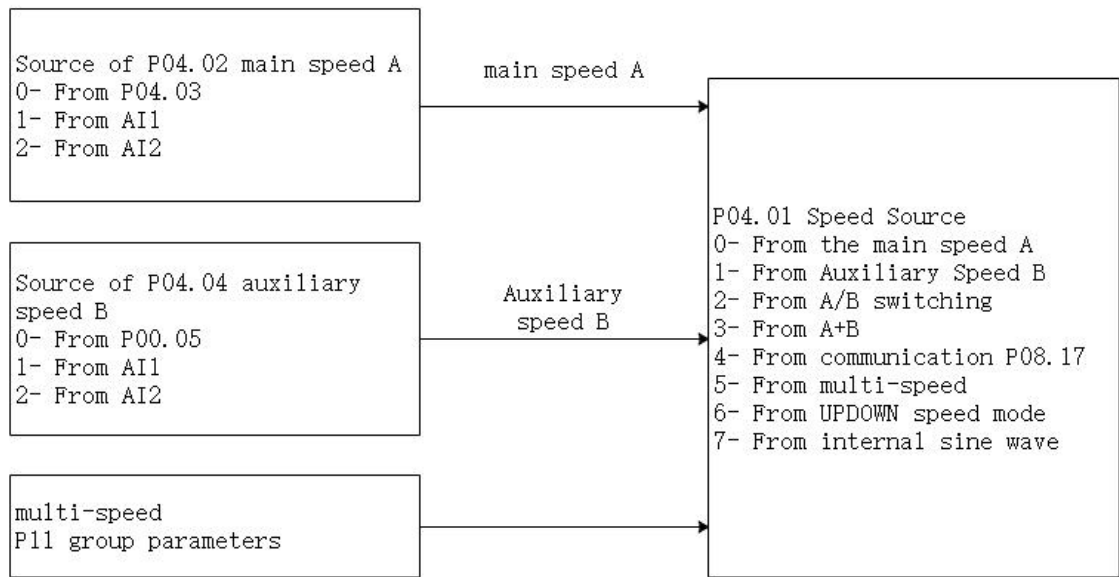 Source of P04.02 main speed A
0- From P04.03
1- From AI1
2- From AI2
main speed A
Source of P04.04 auxiliary
speed B
0- From P00.05
1- From AI1
2- From AI2
Auxiliary
speed B
multi-speed
P11 group parameters
P04.01 Speed Source
0- From the main speed A
1- From Auxiliary Speed B
2- From A/B switching
3- From A+B
4- From communication P08.17
5- From multi-speed
6- From UPDOWN speed mode
7- From internal sine wave